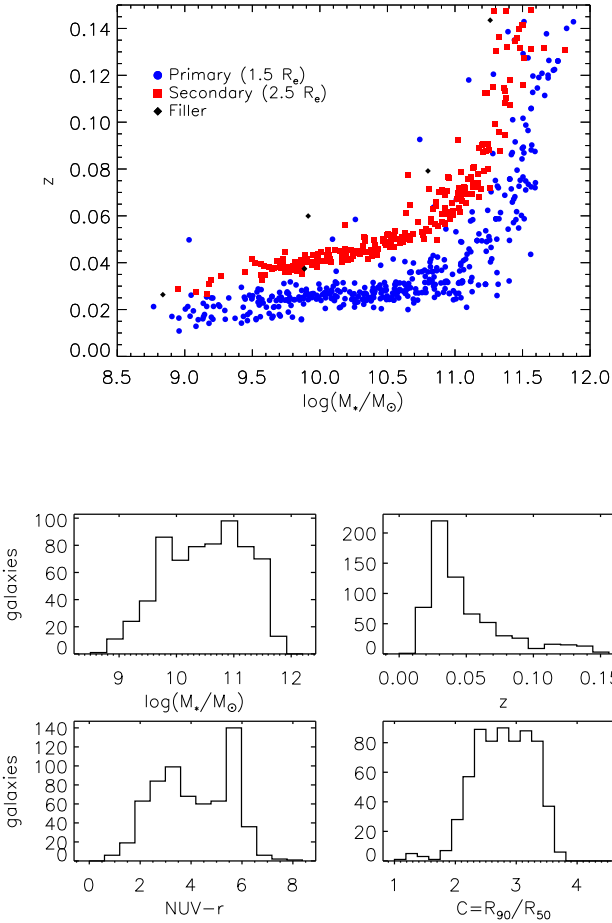 0.14
0.12
0.10
0.08
0.06
0.04
0.02
0.00
z
Primary (1.5 Rₑ)
Secondary (2.5 Rₑ)
Filler
8.5 9.0 9.5 10.0 10.5 11.0 11.5 12.0
log(M⁎/M☉)
100
80
60
40
20
0
galaxies
9 10 11 12
log(M⁎/M☉)
200
150
100
50
0
0.00 0.05 0.10 0.15
z
140
120
100
80
60
40
20
0
galaxies
0 2 4 6 8
NUV−r
80
60
40
20
0
1 2 3 4
C=R₉₀/R₅₀